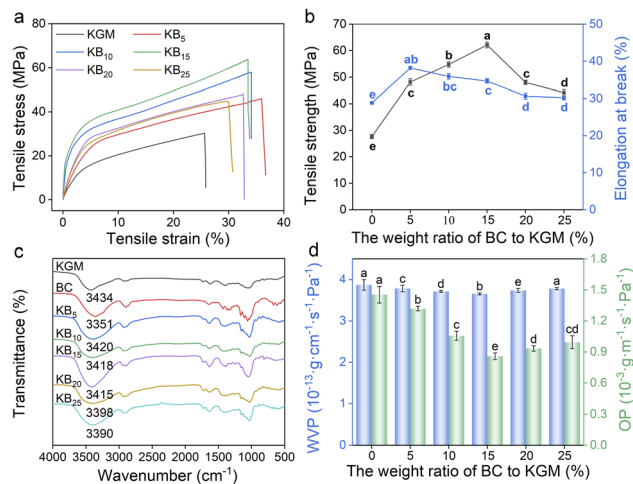 a
KGM
KB5
KB10
KB15
KB20
KB25
Tensile stress (MPa)
80
60
40
20
0
0
10
20
30
40
Tensile strain (%)
b
Tensile strength (MPa)
70
60
50
40
30
20
10
0
e
ab
b
a
c
d
e
c
bc
c
d
d
0
5
10
15
20
25
The weight ratio of BC to KGM (%)
50
40
30
20
10
0
Elongation at break (%)
c
Transmittance (%)
KGM
BC
3434
KB5
3351
KB10
3420
KB15
3418
KB20
3415
KB25
3398
3390
4000
3500
3000
2500
2000
1500
1000
500
Wavenumber (cm-1)
d
WVP (10-13·g·cm-1·s-1·Pa-1)
4
3
2
1
0
a
a
c
b
d
c
e
e
d
d
c
cd
0
5
10
15
20
25
The weight ratio of BC to KGM (%)
1.8
1.5
1.2
0.9
0.6
0.3
0.0
OP (10-3·g·m-1·s-1·Pa-1)